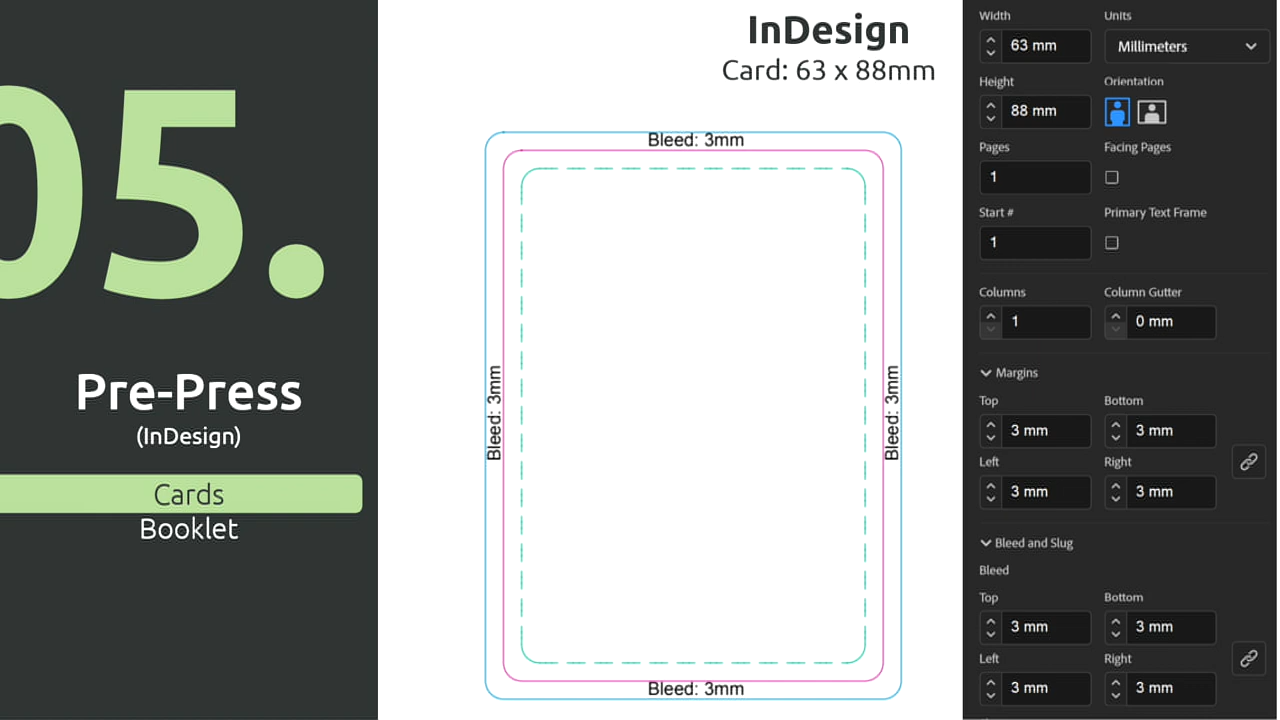 05.
Pre-Press
(InDesign)
Cards
Booklet
InDesign
Card: 63 x 88mm
Bleed: 3mm
Bleed: 3mm
Bleed: 3mm
Bleed: 3mm
Width Units
63 mm Millimeters
Height Orientation
88 mm
Pages Facing Pages
1
Start # Primary Text Frame
1
Columns Column Gutter
1 0 mm
Margins
Top Bottom
3 mm 3 mm
Left Right
3 mm 3 mm
Bleed and Slug
Bleed
Top Bottom
3 mm 3 mm
Left Right
3 mm 3 mm